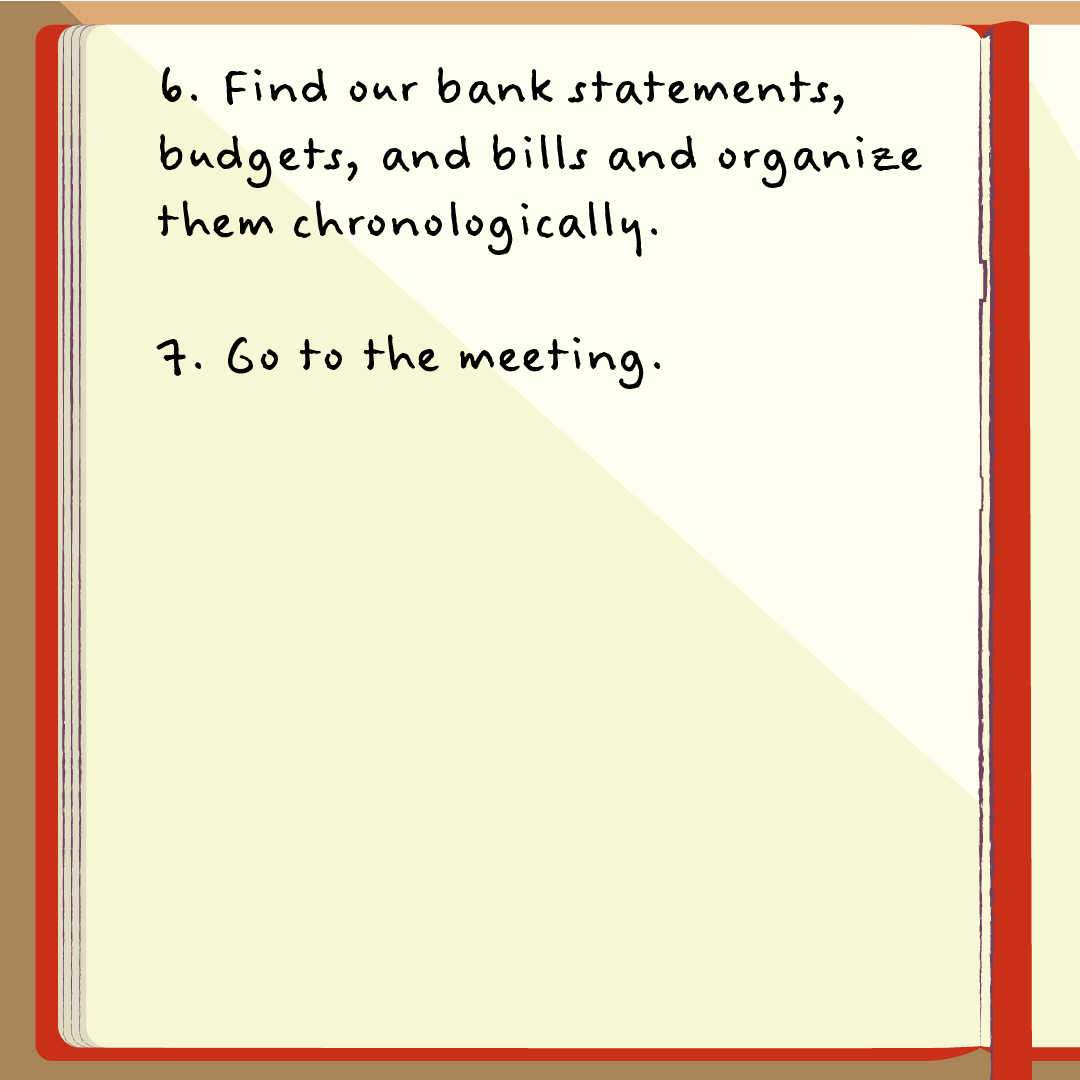 6. Find our bank statements,
budgets, and bills and organize
them chronologically.
7. Go to the meeting.